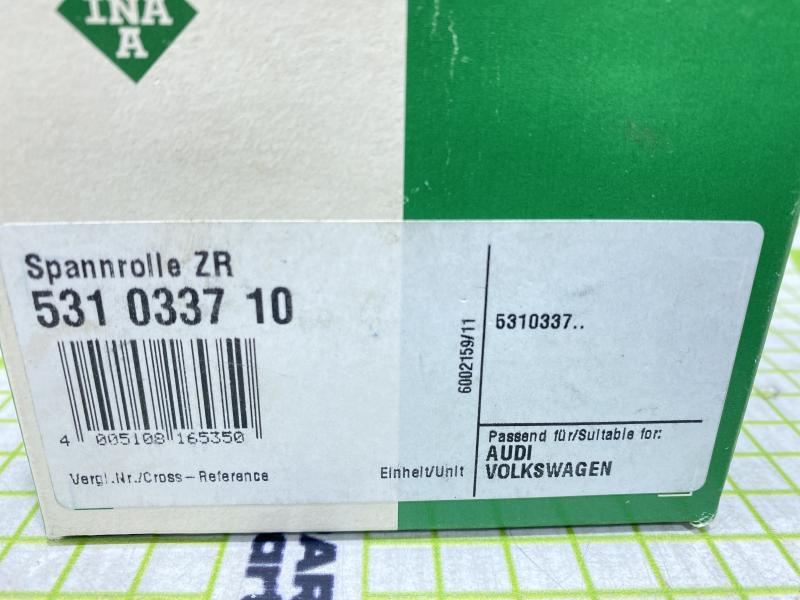 INA
A
Spannrolle ZR
531 0337 10
4 005108 165350
Vergl.Nr./Cross-Reference
Einheit/Unit
6002159/11
5310337..
Passend für/Suitable for:
AUDI
VOLKSWAGEN